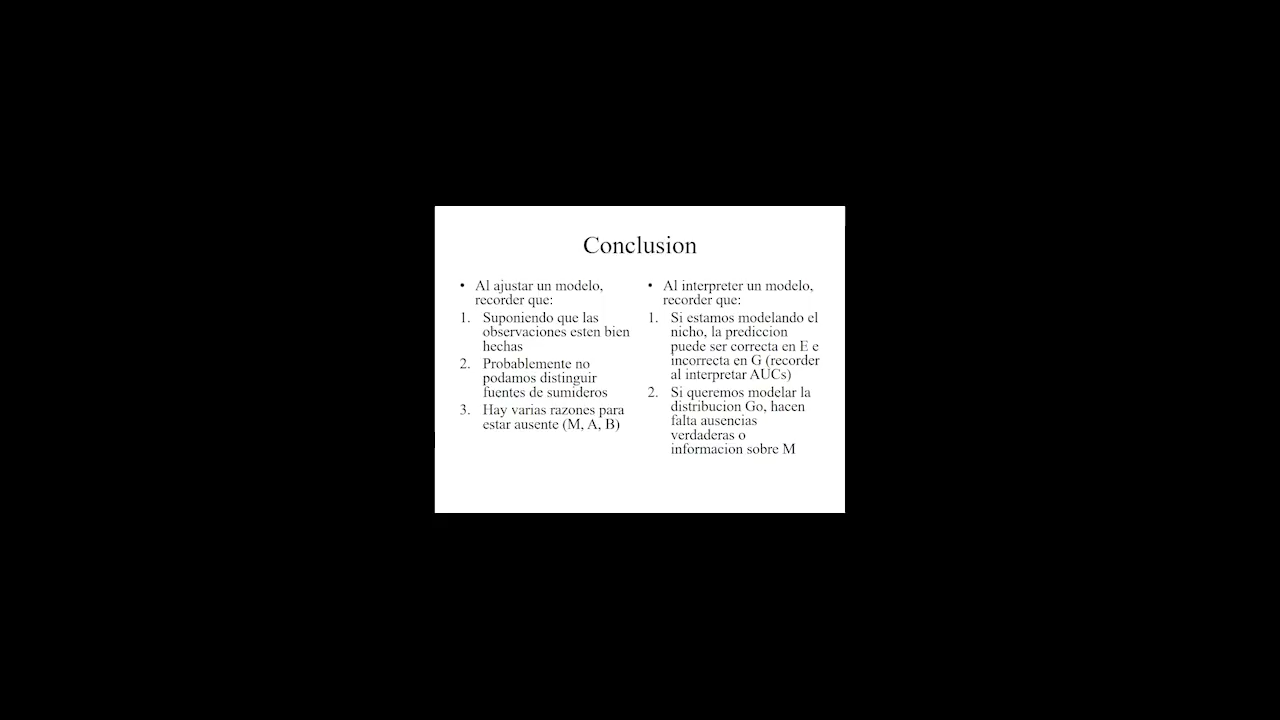 Conclusion
• Al ajustar un modelo,
recorder que:
1. Suponiendo que las
observaciones esten bien
hechas
2. Probablemente no
podamos distinguir
fuentes de sumideros
3. Hay varias razones para
estar ausente (M, A, B)
• Al interpreter un modelo,
recorder que:
1. Si estamos modelando el
nicho, la prediccion
puede ser correcta en E e
incorrecta en G (recorder
al interpretar AUCs)
2. Si queremos modelar la
distribucion Go, hacen
falta ausencias
verdaderas o
informacion sobre M